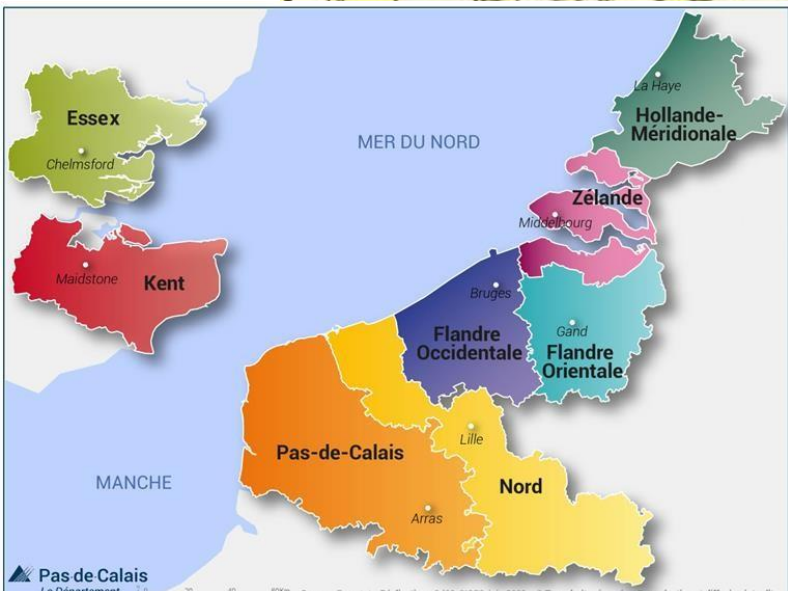 La Haye
Essex
Hollande-
Méridionale
Chelmsford
MER DU NORD
Zélande
Middelbourg
Maidstone
Kent
Bruges
Gand
Flandre
Occidentale
Flandre
Orientale
Lille
Pas-de-Calais
MANCHE
Nord
Arras
Pas-de-Calais
Le Département